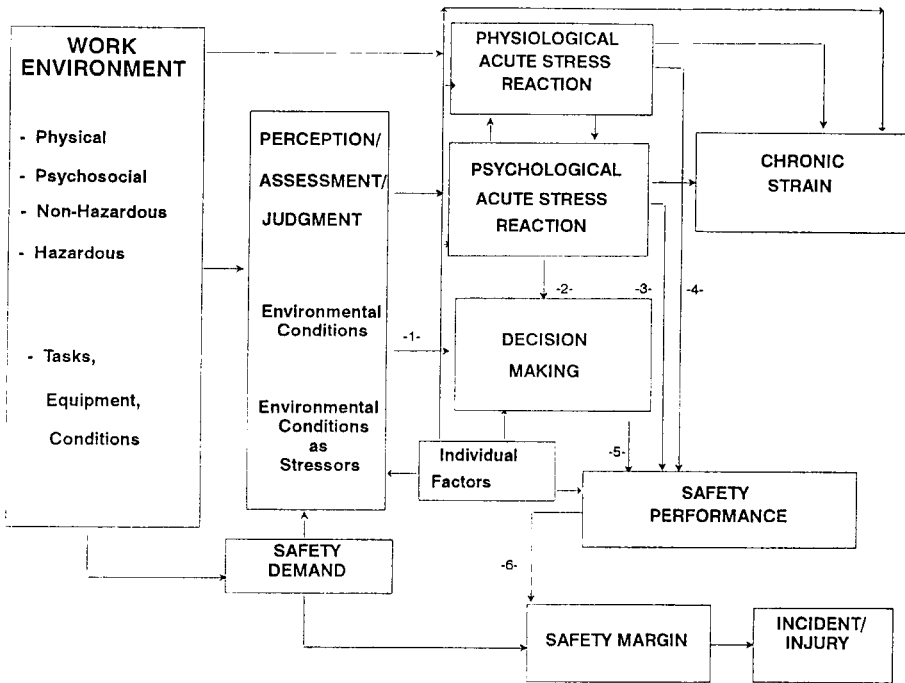 WORK
ENVIRONMENT
- Physical
- Psychosocial
- Non-Hazardous
- Hazardous
- Tasks,
Equipment,
Conditions
PERCEPTION/
ASSESSMENT/
JUDGMENT
Environmental
Conditions
Environmental
Conditions
as
Stressors
SAFETY
DEMAND
PHYSIOLOGICAL
ACUTE STRESS
REACTION
PSYCHOLOGICAL
ACUTE STRESS
REACTION
CHRONIC
STRAIN
-1-
-2-
-3-
-4-
DECISION
MAKING
Individual
Factors
-5-
SAFETY
PERFORMANCE
-6-
SAFETY MARGIN
INCIDENT/
INJURY